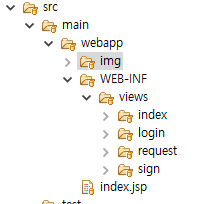 src
main
webapp
img
WEB-INF
views
index
login
request
sign
index.jsp
test